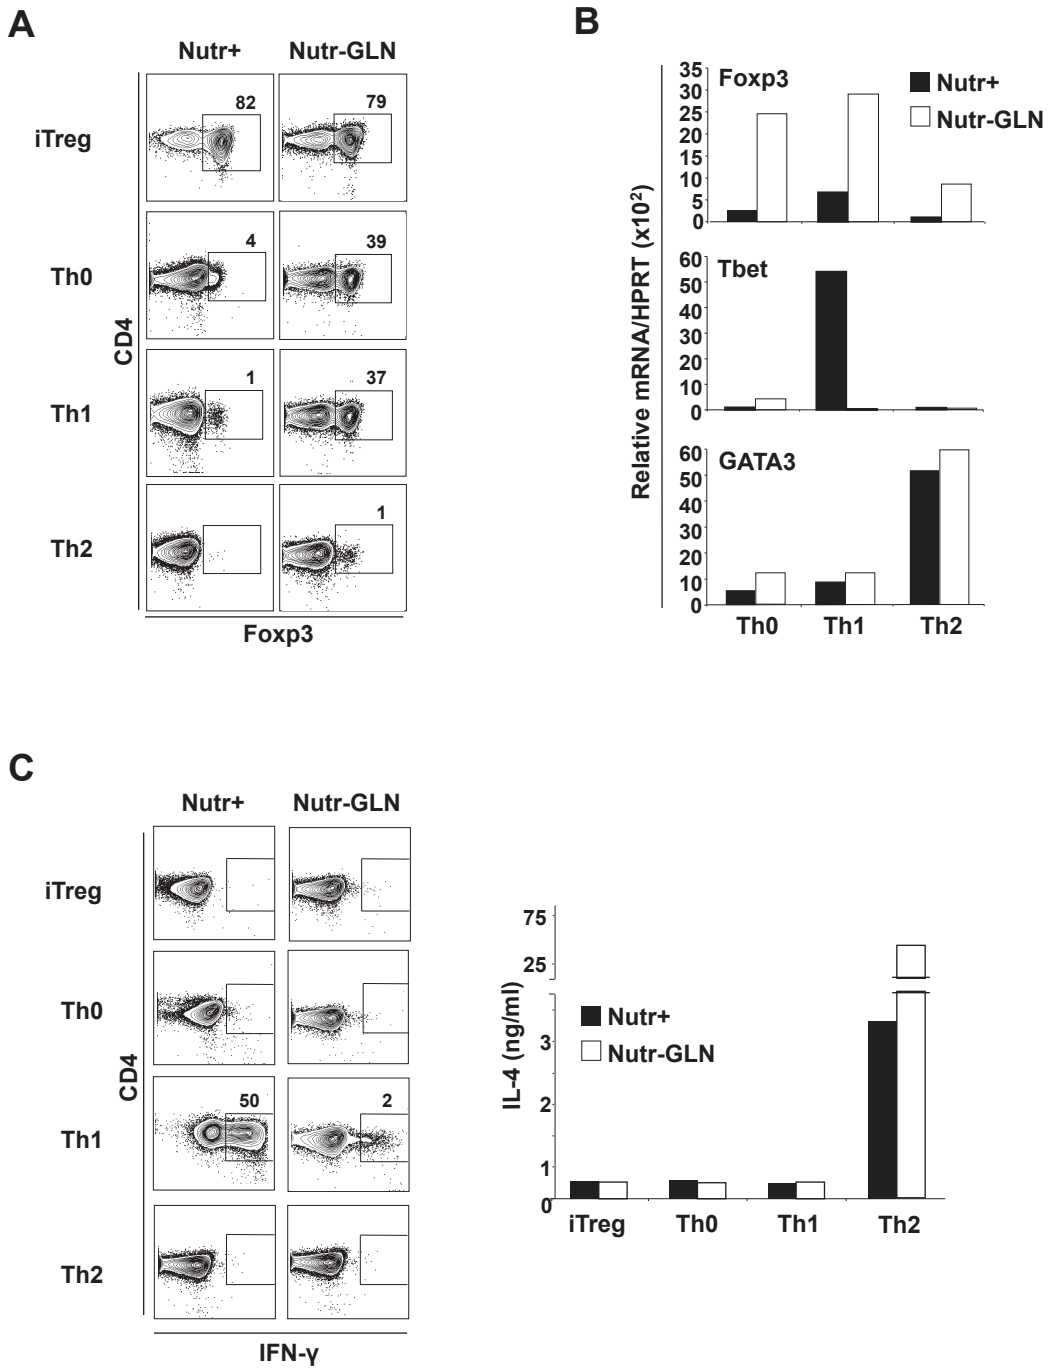 A
Nutr+ Nutr-GLN
iTreg 82 79
Th0 4 39
Th1 1 37
Th2 1
CD4
Foxp3
B
Foxp3
Nutr+
Nutr-GLN
35
30
25
20
15
10
5
0
Tbet
60
50
40
30
20
10
0
GATA3
60
50
40
30
20
10
0
Relative mRNA/HPRT (x10²)
Th0 Th1 Th2
C
Nutr+ Nutr-GLN
iTreg
Th0
Th1 50 2
Th2
CD4
IFN-γ
75
25
3
2
1
0
IL-4 (ng/ml)
Nutr+
Nutr-GLN
iTreg Th0 Th1 Th2